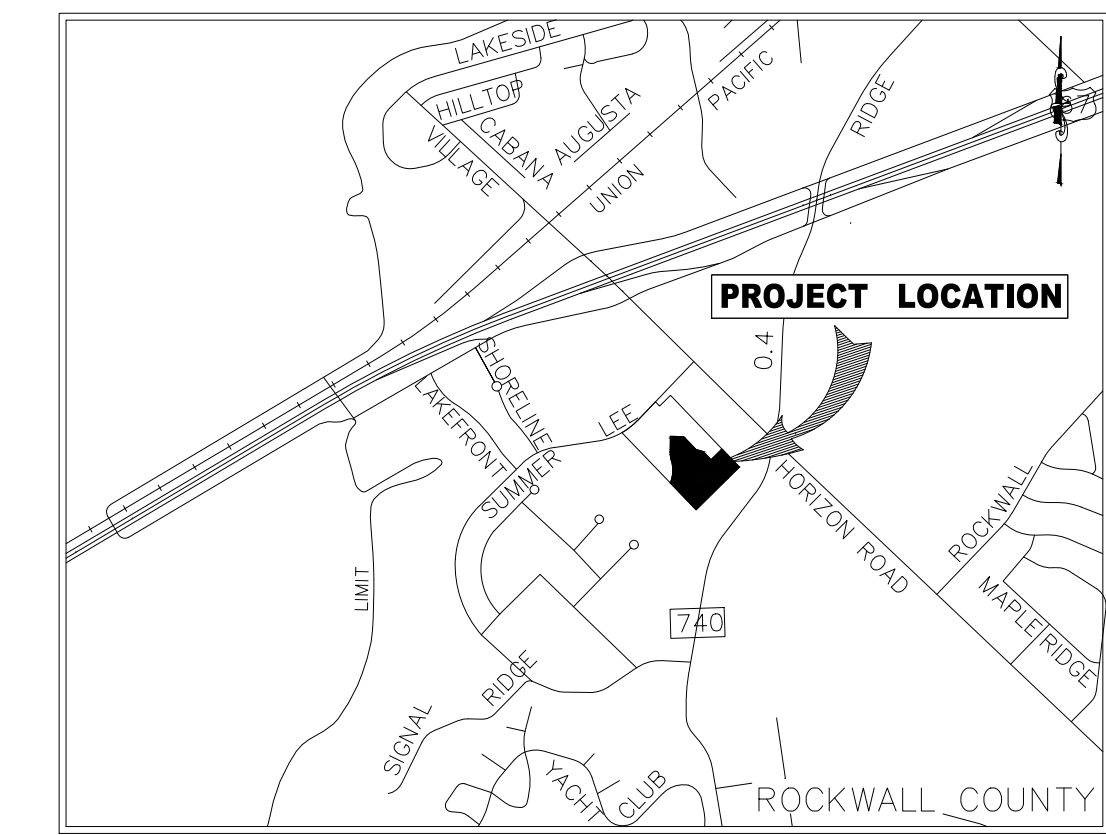 LAKESIDE
HILLTOP
VILLAGE
CABANA
AUGUSTA
UNION
PACIFIC
RIDGE
PROJECT LOCATION
0.4
SHORELINE
LAKEFRONT
LEE
SUMMER
HORIZON ROAD
ROCKWALL
MAPLE RIDGE
LIMIT
740
SIGNAL
RIDGE
YACHT
CLUB
ROCKWALL COUNTY